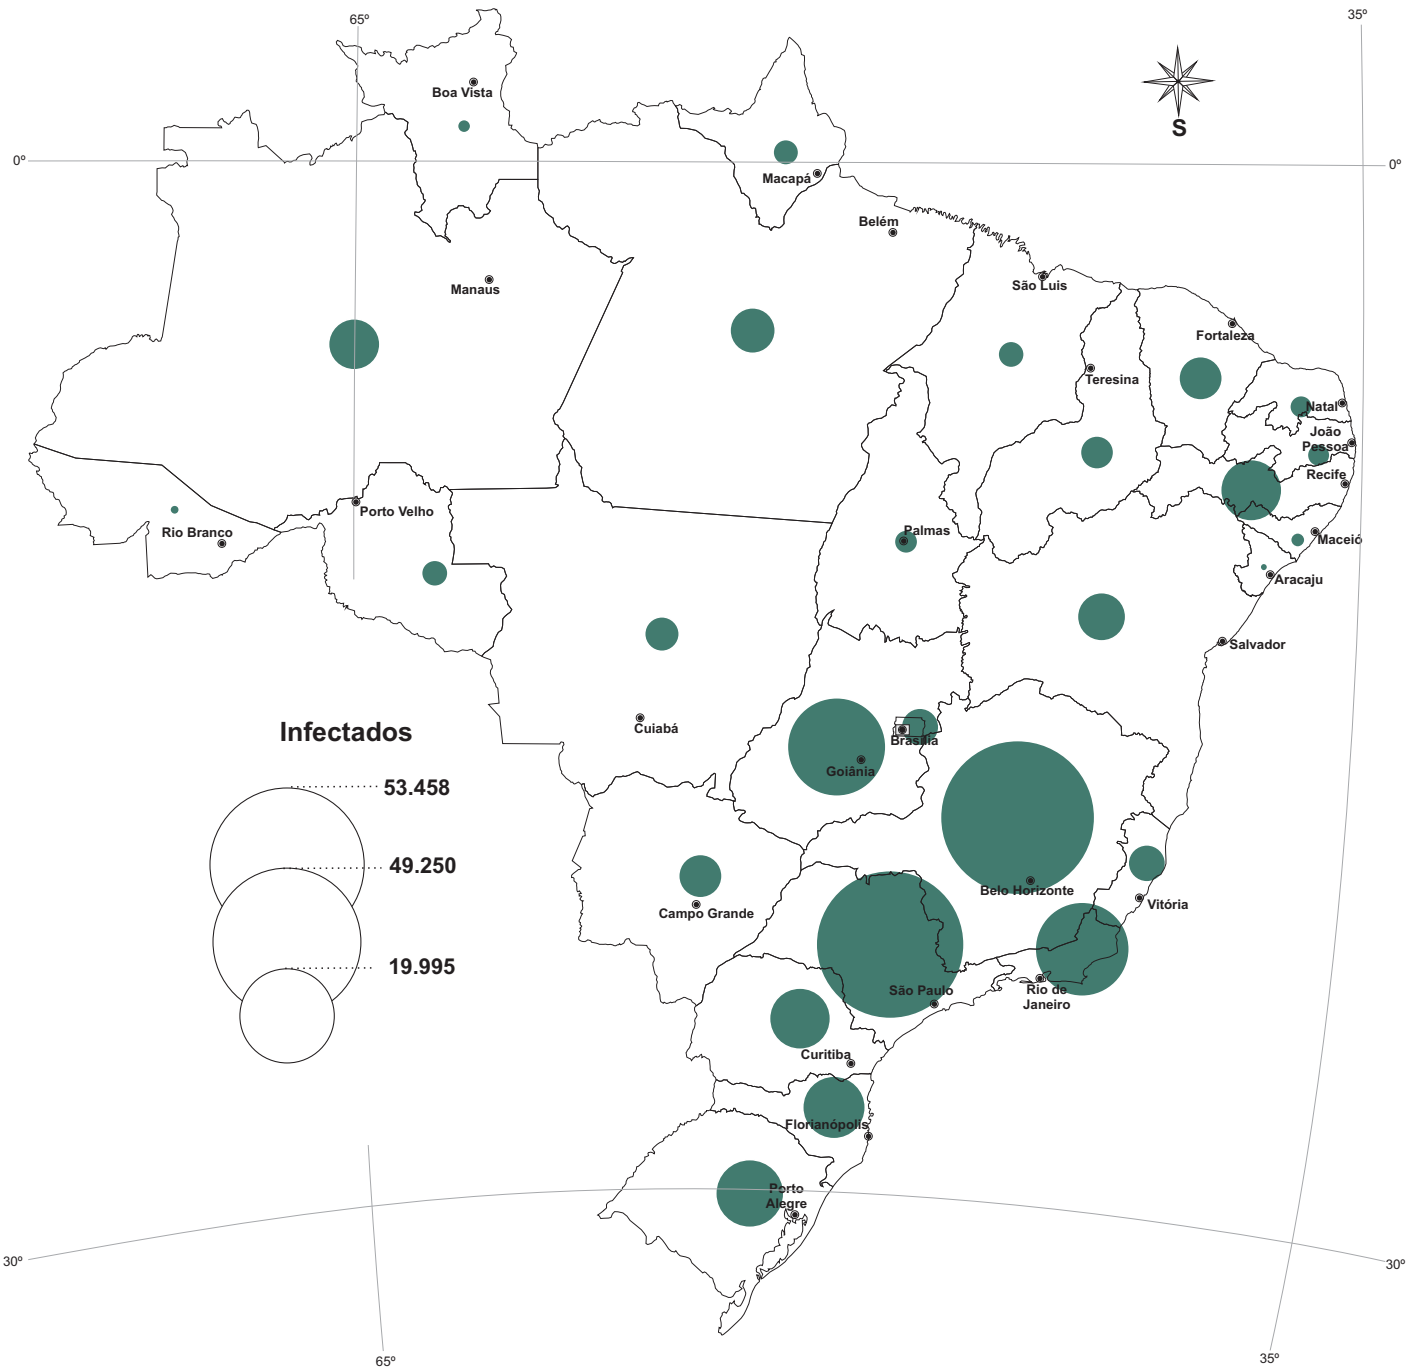 65º
35º
Boa Vista
S
0º
0º
Macapá
Belém
Manaus
São Luis
Fortaleza
Teresina
Natal
João
Pessoa
Recife
Porto Velho
Rio Branco
Palmas
Maceió
Aracaju
Salvador
Cuiabá
Brasília
Goiânia
Infectados
53.458
49.250
19.995
Belo Horizonte
Campo Grande
Vitória
São Paulo
Rio de
Janeiro
Curitiba
Florianópolis
Porto
Alegre
30º
30º
65º
35º